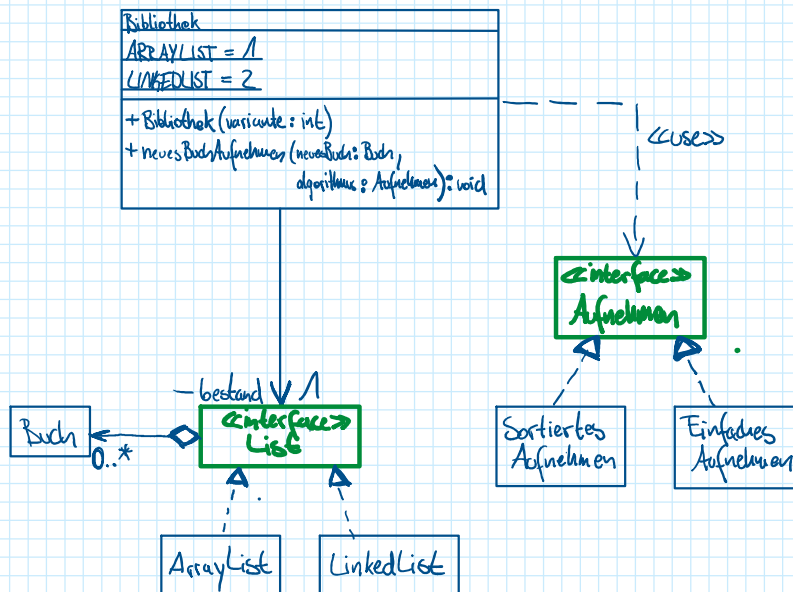 Bibliothek
ARRAYLIST = 1
LINKEDLIST = 2
+ Bibliothek (variante : int)
+ neuesBuchAufnehmen (neuesBuch : Buch,
algorithmus : Aufnehmen) : void
<<use>>
<<interface>>
Aufnehmen
Sortiertes
Aufnehmen
Einfaches
Aufnehmen
- bestand 1
<<interface>>
List
Buch
0..*
ArrayList
LinkedList